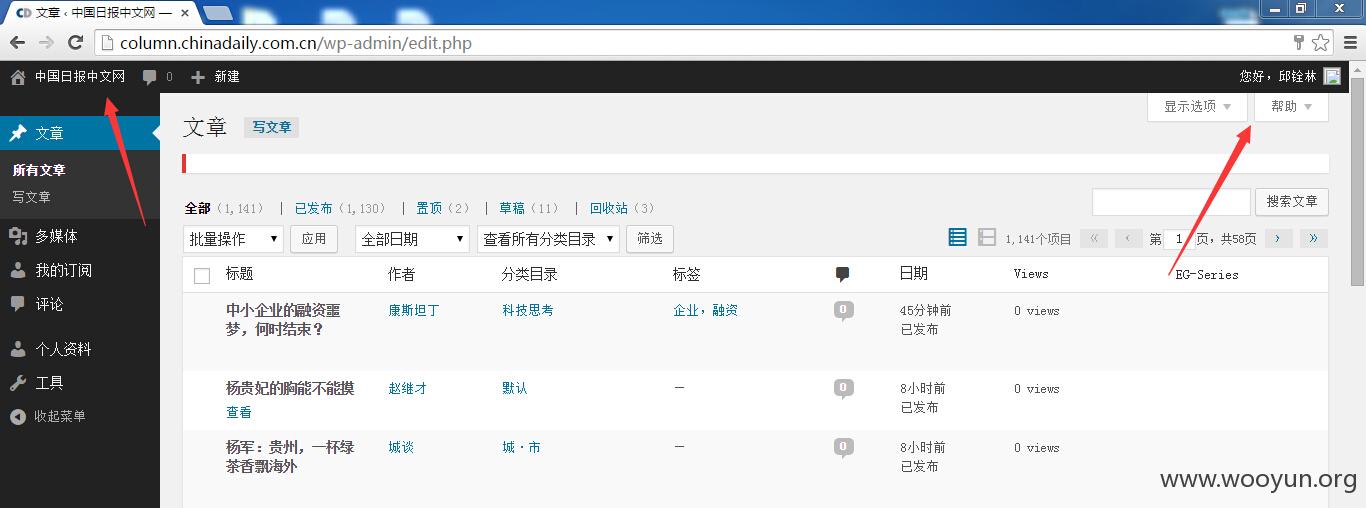 CD 文章 ‹ 中国日报中文网 —
column.chinadaily.com.cn/wp-admin/edit.php
中国日报中文网 0 新建 您好，邱铨林
显示选项 帮助
文章 写文章
文章
所有文章
写文章
多媒体
我的订阅
评论
个人资料
工具
收起菜单
全部（1,141） | 已发布（1,130） | 置顶（2） | 草稿（11） | 回收站（3）
搜索文章
批量操作 应用 全部日期 查看所有分类目录 筛选 1,141个项目 « ‹ 第 1 页，共58页 › »
标题 作者 分类目录 标签 日期 Views EG-Series
中小企业的融资噩 康斯坦丁 科技思考 企业，融资 0 45分钟前 0 views
梦，何时结束？ 已发布
杨贵妃的胸能不能摸 赵继才 默认 — 0 8小时前 0 views
查看 已发布
杨军：贵州，一杯绿 城谈 城·市 — 0 8小时前 0 views
茶香飘海外 已发布
www.wooyun.org